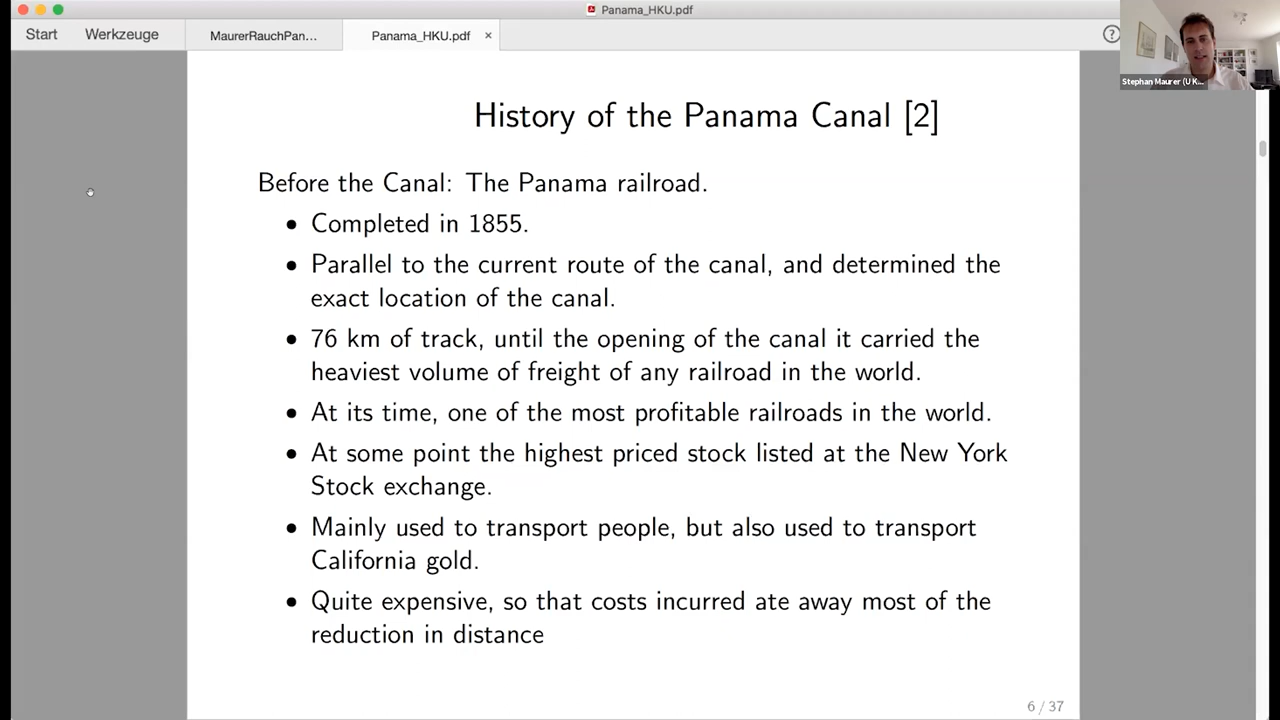 Panama_HKU.pdf
Start
Werkzeuge
MaurerRauchPan...
Panama_HKU.pdf ×
?
Stephan Maurer (U K...
History of the Panama Canal [2]
Before the Canal: The Panama railroad.
• Completed in 1855.
• Parallel to the current route of the canal, and determined the
exact location of the canal.
• 76 km of track, until the opening of the canal it carried the
heaviest volume of freight of any railroad in the world.
• At its time, one of the most profitable railroads in the world.
• At some point the highest priced stock listed at the New York
Stock exchange.
• Mainly used to transport people, but also used to transport
California gold.
• Quite expensive, so that costs incurred ate away most of the
reduction in distance
6 / 37